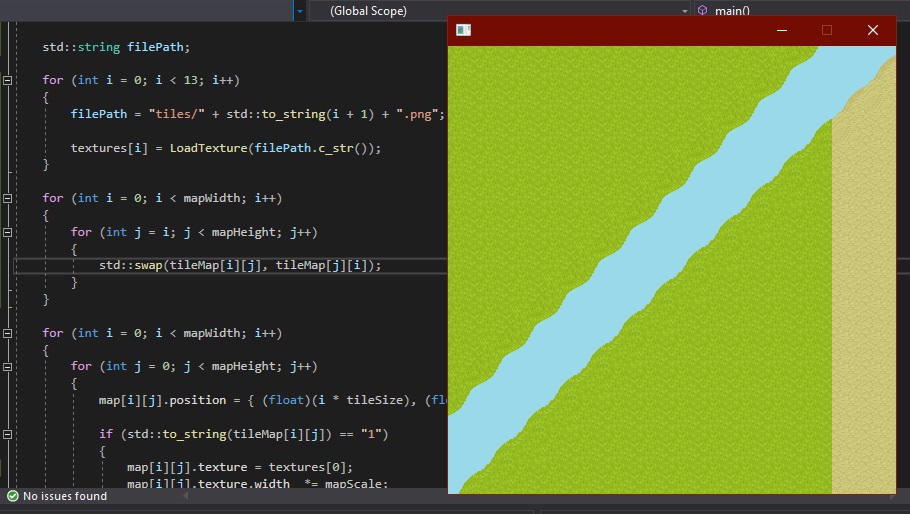 (Global Scope)
main()
std::string filePath;
for (int i = 0; i < 13; i++)
{
filePath = "tiles/" + std::to_string(i + 1) + ".png";
textures[i] = LoadTexture(filePath.c_str());
}
for (int i = 0; i < mapWidth; i++)
{
for (int j = i; j < mapHeight; j++)
{
std::swap(tileMap[i][j], tileMap[j][i]);
}
}
for (int i = 0; i < mapWidth; i++)
{
for (int j = 0; j < mapHeight; j++)
{
map[i][j].position = { (float)(i * tileSize), (flo
if (std::to_string(tileMap[i][j]) == "1")
{
map[i][j].texture = textures[0];
map[i][j].texture.width *= mapScale;
No issues found